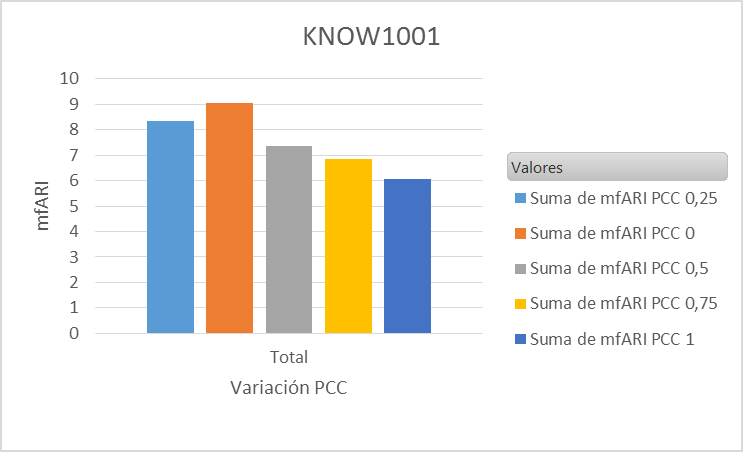 KNOW1001
10
9
8
7
6
5
4
3
2
1
0
mfARI
Total
Variación PCC
Valores
Suma de mfARI PCC 0,25
Suma de mfARI PCC 0
Suma de mfARI PCC 0,5
Suma de mfARI PCC 0,75
Suma de mfARI PCC 1